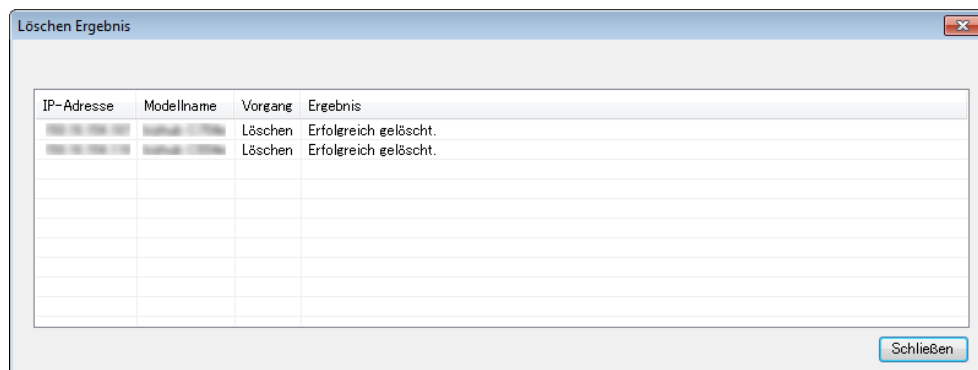 Löschen Ergebnis
IP-Adresse Modellname Vorgang Ergebnis
Löschen Erfolgreich gelöscht.
Löschen Erfolgreich gelöscht.
Schließen